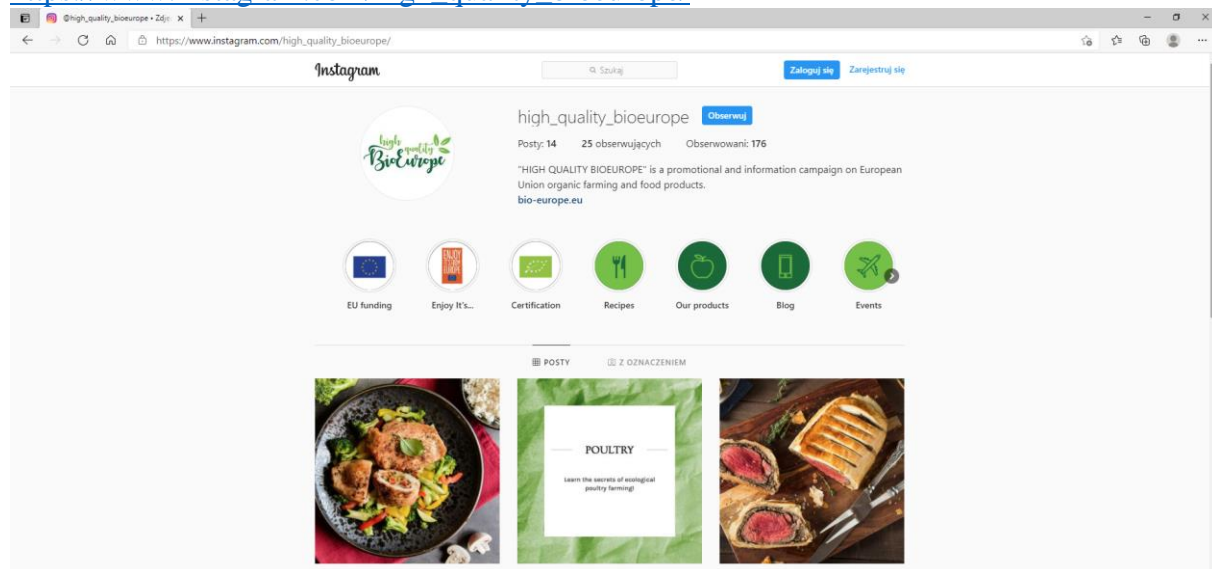 @high_quality_bioeurope • Zdję
https://www.instagram.com/high_quality_bioeurope/
Instagram
Szukaj
Zaloguj się
Zarejestruj się
high quality
BioEurope
high_quality_bioeurope
Obserwuj
Posty: 14 25 obserwujących Obserwowani: 176
"HIGH QUALITY BIOEUROPE" is a promotional and information campaign on European
Union organic farming and food products.
bio-europe.eu
ENJOY
EU funding
Enjoy It's...
Certification
Recipes
Our products
Blog
Events
POSTY
Z OZNACZENIEM
POULTRY
Learn the secrets of ecological
poultry farming!